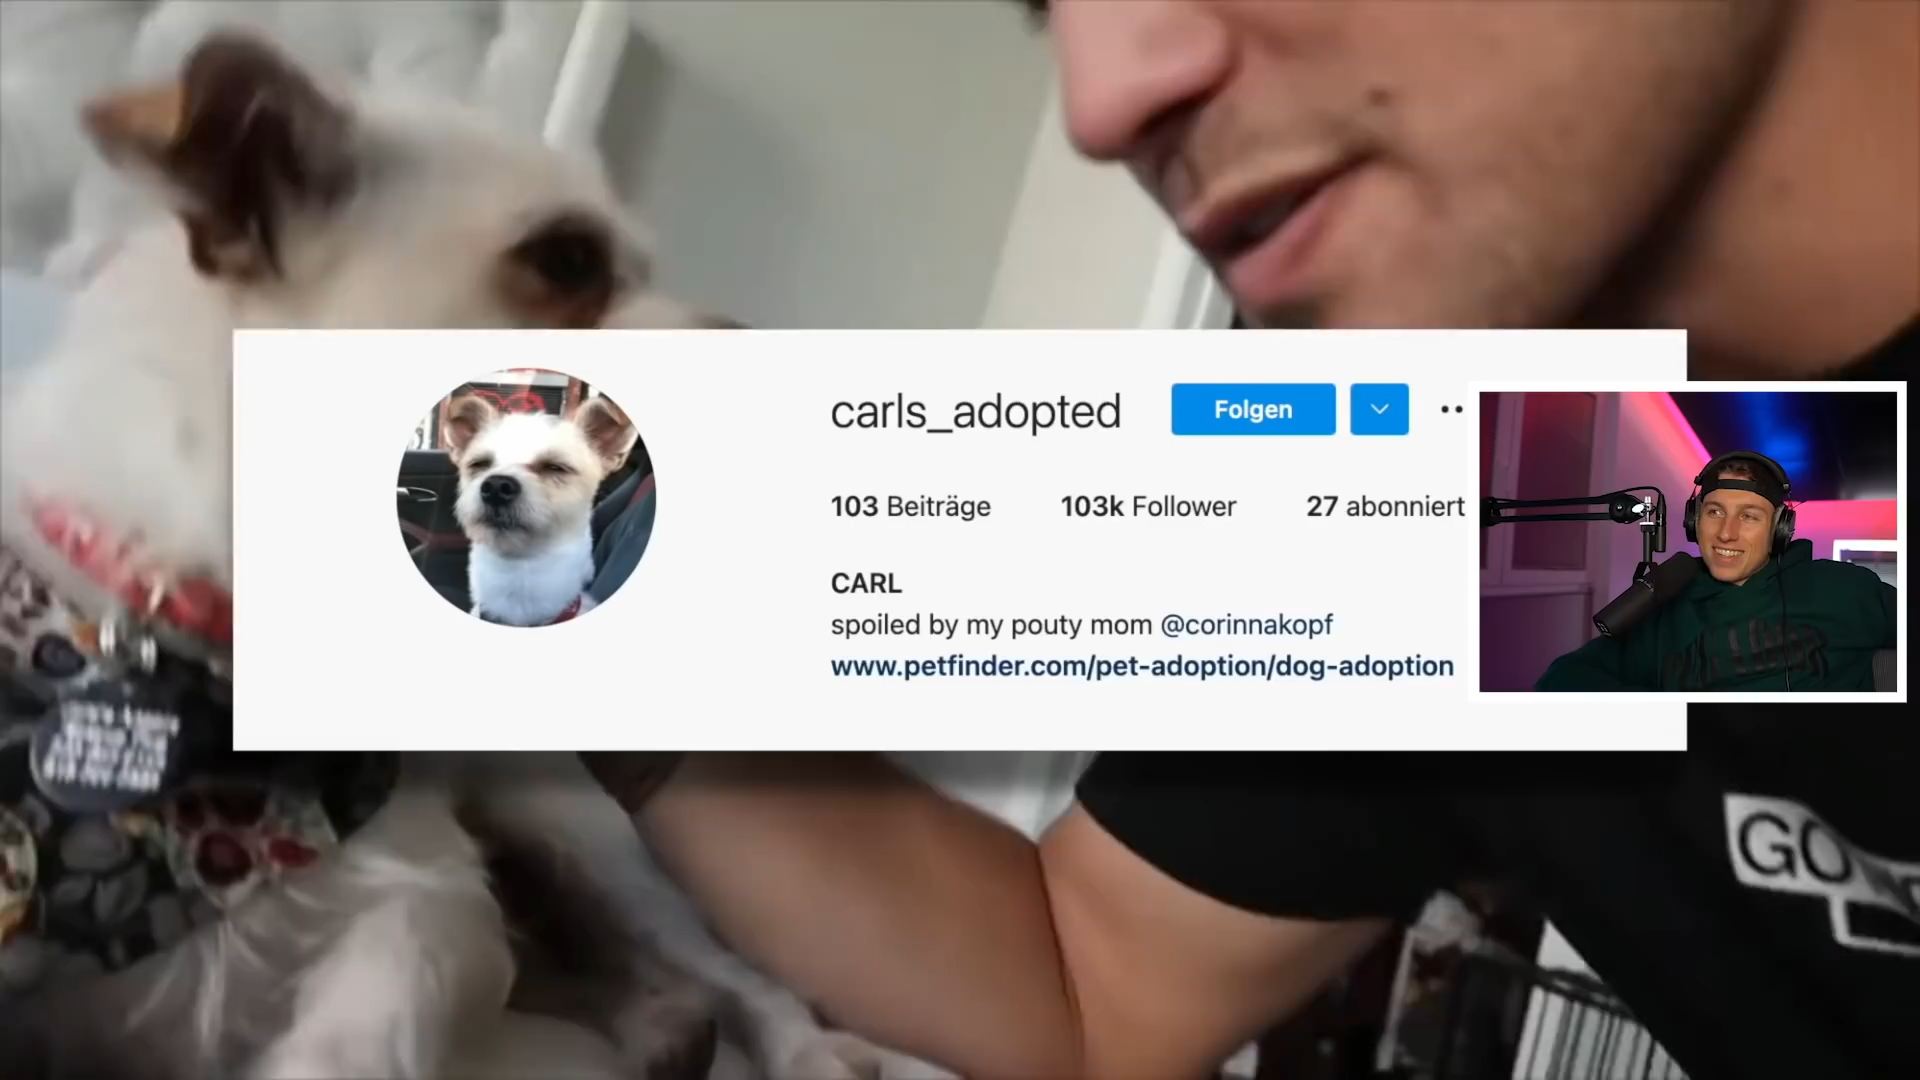 carls_adopted Folgen
103 Beiträge 103k Follower 27 abonniert
CARL
spoiled by my pouty mom @corinnakopf
www.petfinder.com/pet-adoption/dog-adoption